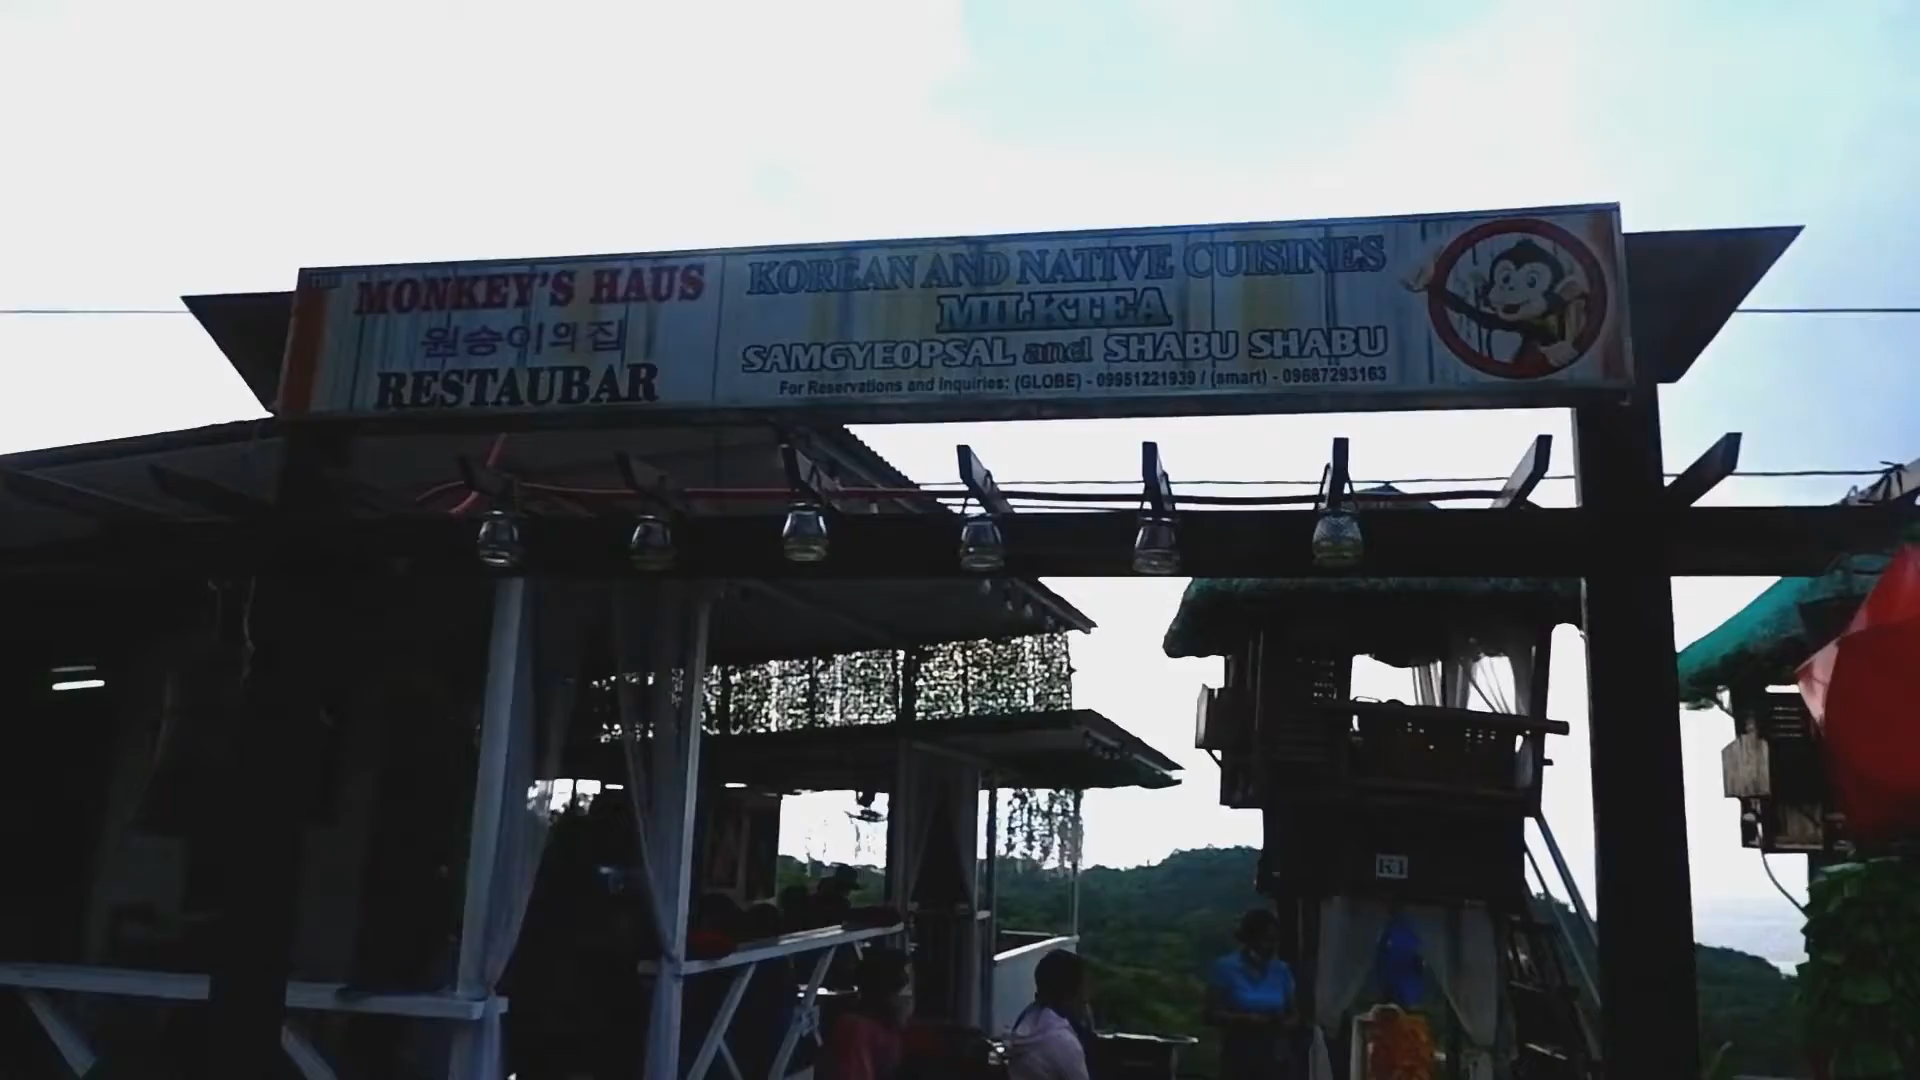 THE
MONKEY'S HAUS
원숭이의집
RESTAUBAR
KOREAN AND NATIVE CUISINES
MILKTEA
SAMGYEOPSAL and SHABU SHABU
For Reservations and Inquiries: (GLOBE) - 09951221939 / (smart) - 09687293163